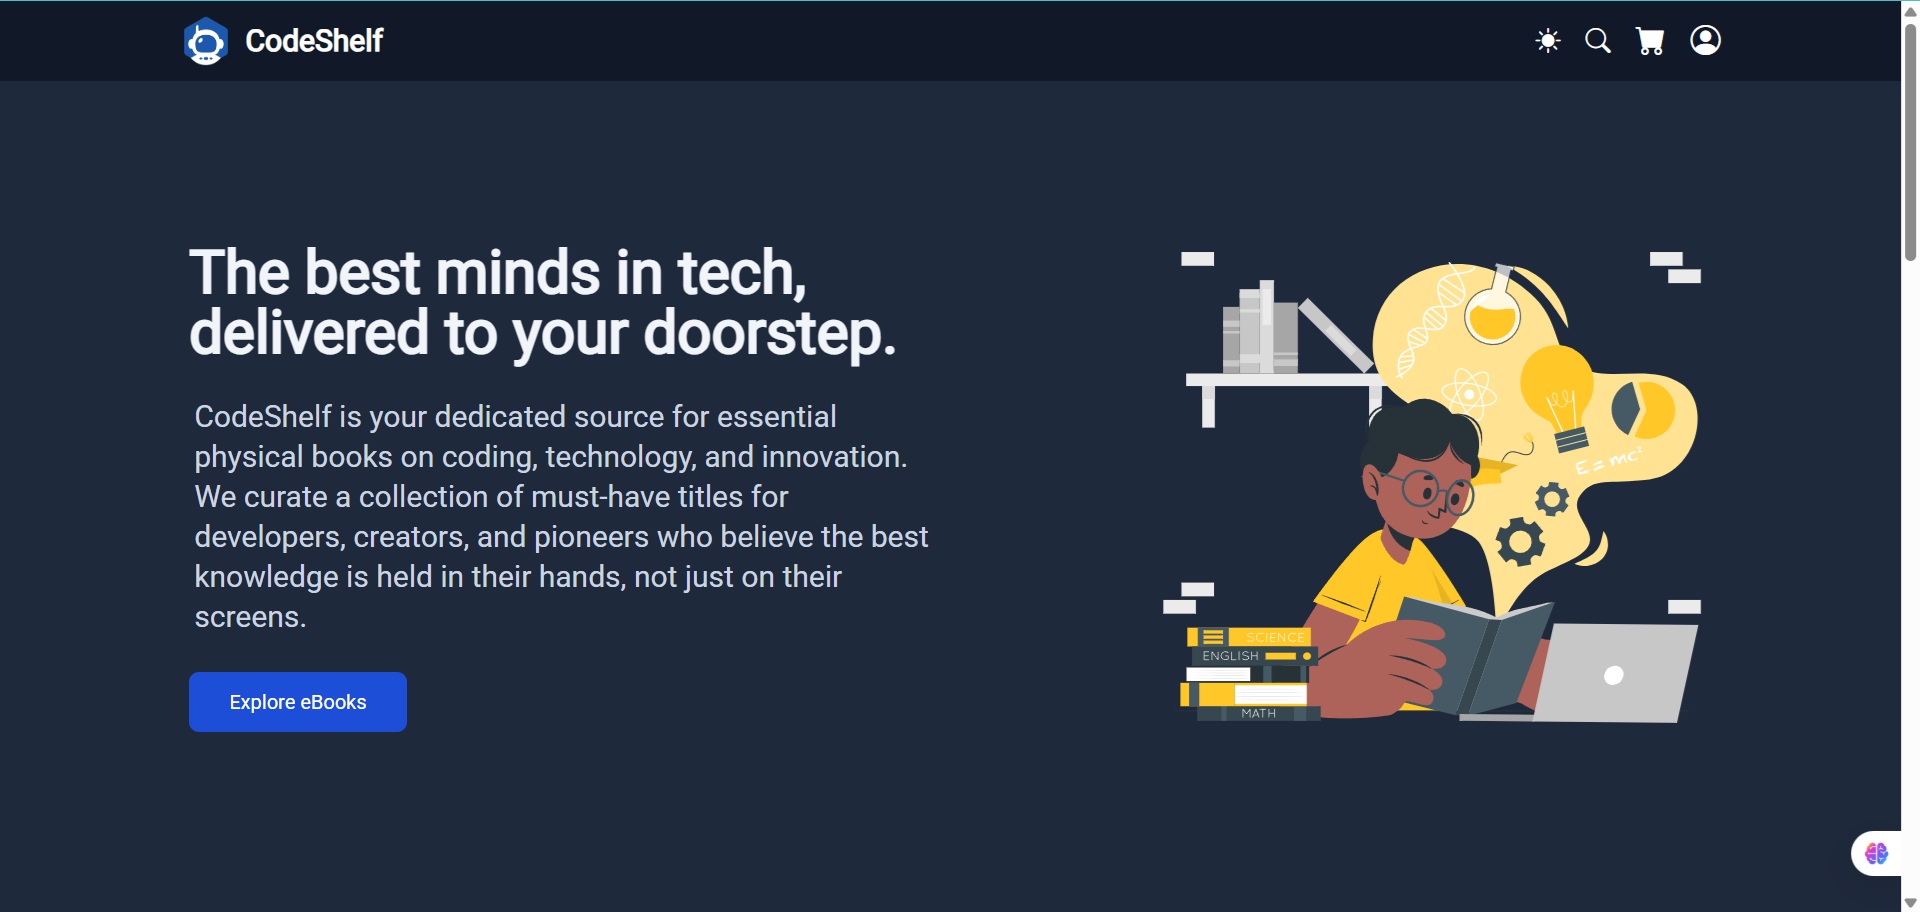 CodeShelf
The best minds in tech,
delivered to your doorstep.
CodeShelf is your dedicated source for essential
physical books on coding, technology, and innovation.
We curate a collection of must-have titles for
developers, creators, and pioneers who believe the best
knowledge is held in their hands, not just on their
screens.
Explore eBooks
E = mc²
SCIENCE
ENGLISH
MATH